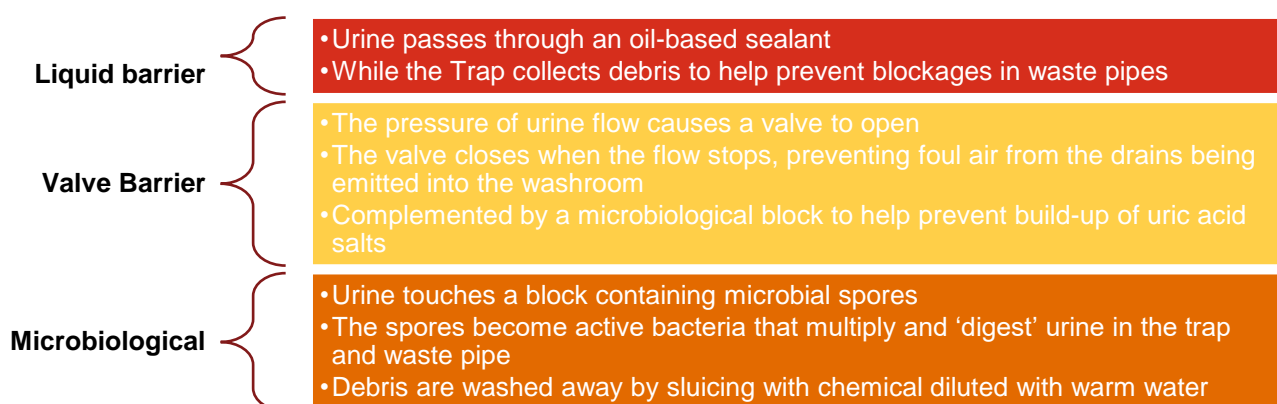 Liquid barrier
•Urine passes through an oil-based sealant
•While the Trap collects debris to help prevent blockages in waste pipes
Valve Barrier
•The pressure of urine flow causes a valve to open
•The valve closes when the flow stops, preventing foul air from the drains being
emitted into the washroom
•Complemented by a microbiological block to help prevent build-up of uric acid
salts
Microbiological
•Urine touches a block containing microbial spores
•The spores become active bacteria that multiply and ‘digest’ urine in the trap
and waste pipe
•Debris are washed away by sluicing with chemical diluted with warm water